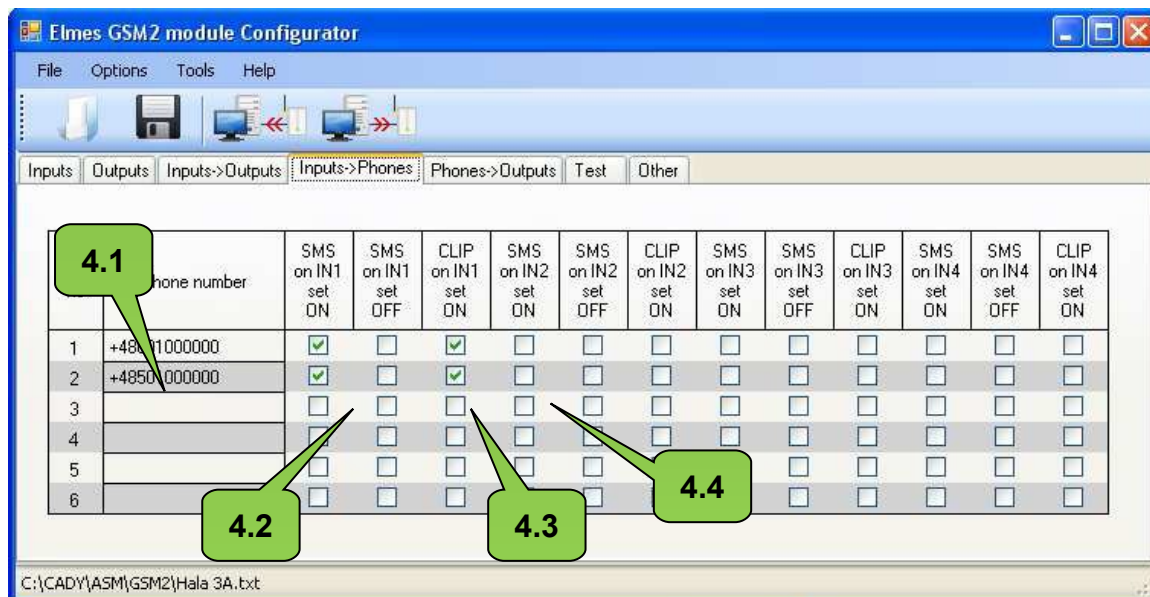 Elmes GSM2 module Configurator
File Options Tools Help
Inputs Outputs Inputs->Outputs Inputs->Phones Phones->Outputs Test Other
4.1
hone number
SMS on IN1 set ON
SMS on IN1 set OFF
CLIP on IN1 set ON
SMS on IN2 set ON
SMS on IN2 set OFF
CLIP on IN2 set ON
SMS on IN3 set ON
SMS on IN3 set OFF
CLIP on IN3 set ON
SMS on IN4 set ON
SMS on IN4 set OFF
CLIP on IN4 set ON
1
2 
3
4
5
6
4.2
4.3
4.4
C:\CADY\ASM\GSM2\Hala 3A.txt